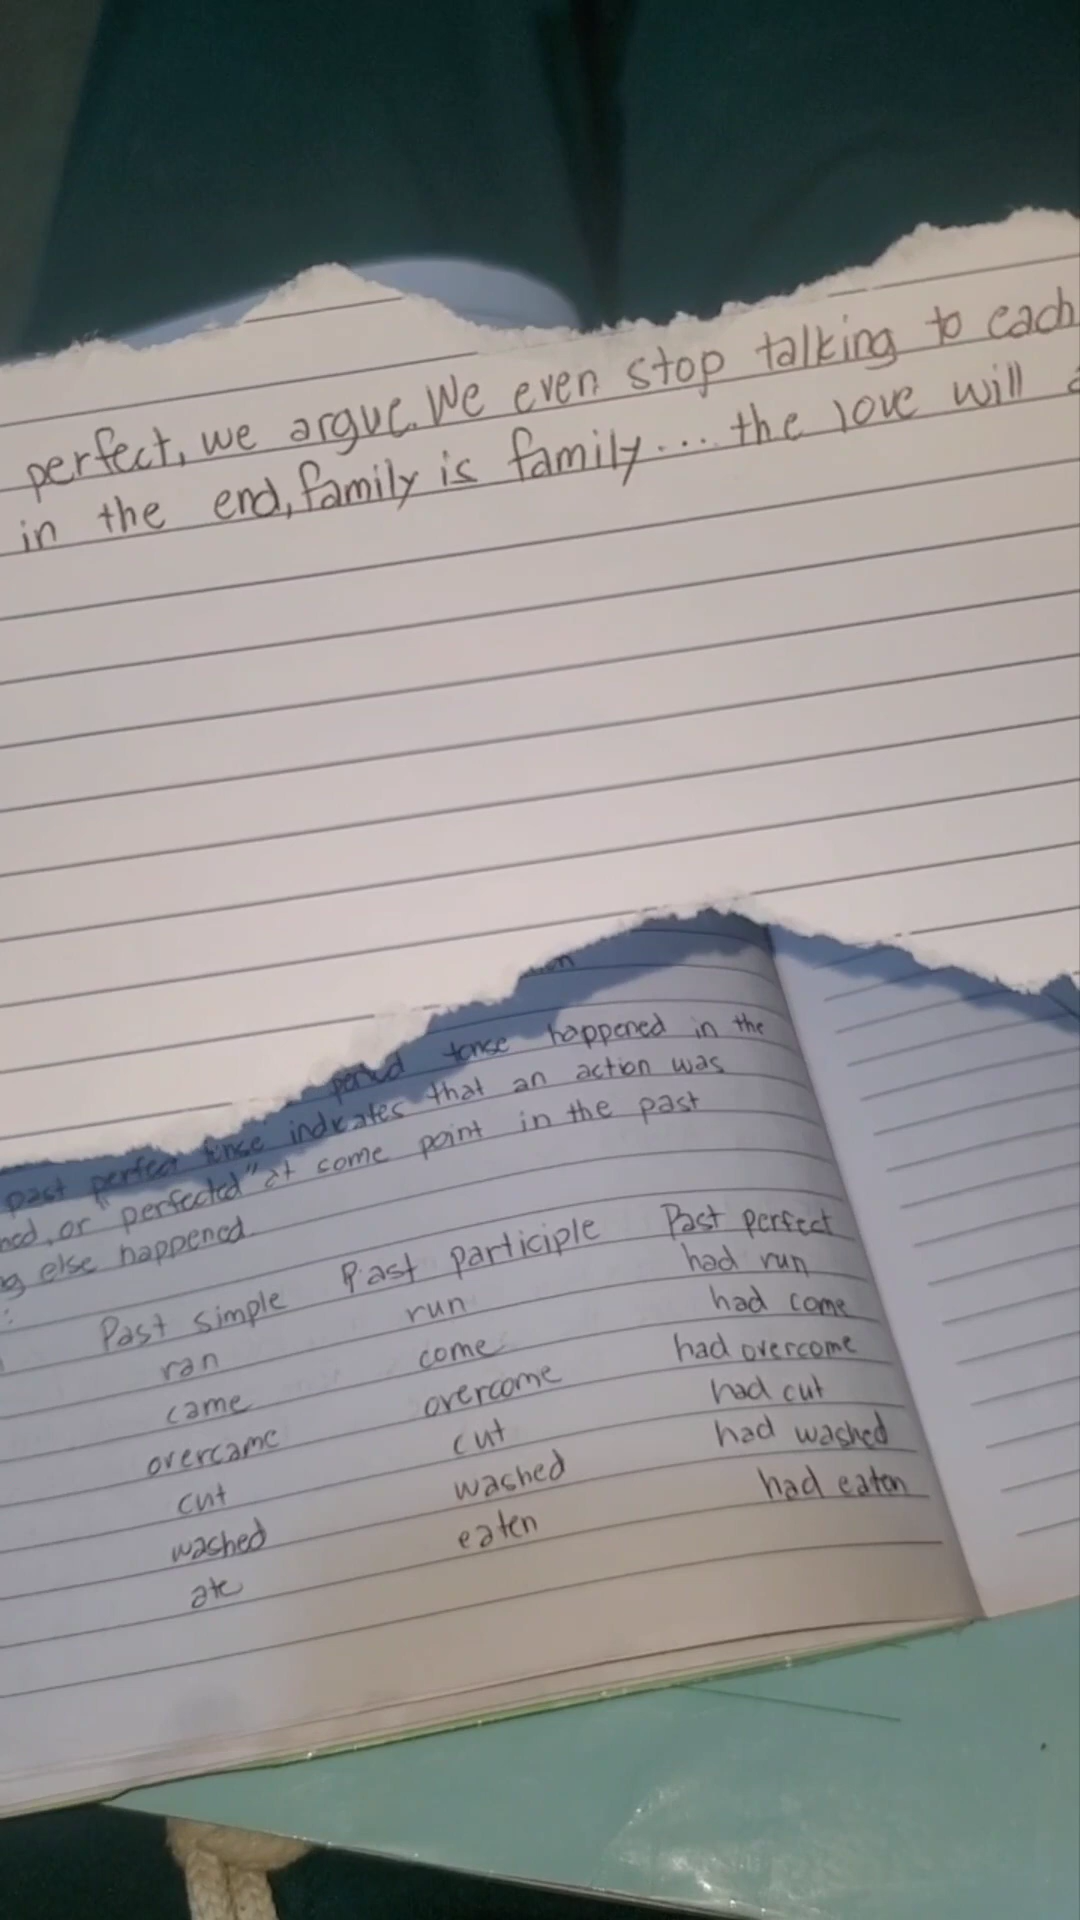 perfect, we argue. We even stop talking to each
in the end, family is family.... the love will
tense happened in the
past perfect tense indicates that an action was
or "perfected" at some point in the past
else happened.
Past simple Past participle Past perfect
ran run had run
came come had come
overcame overcome had overcome
cut cut had cut
washed washed had washed
ate eaten had eaten